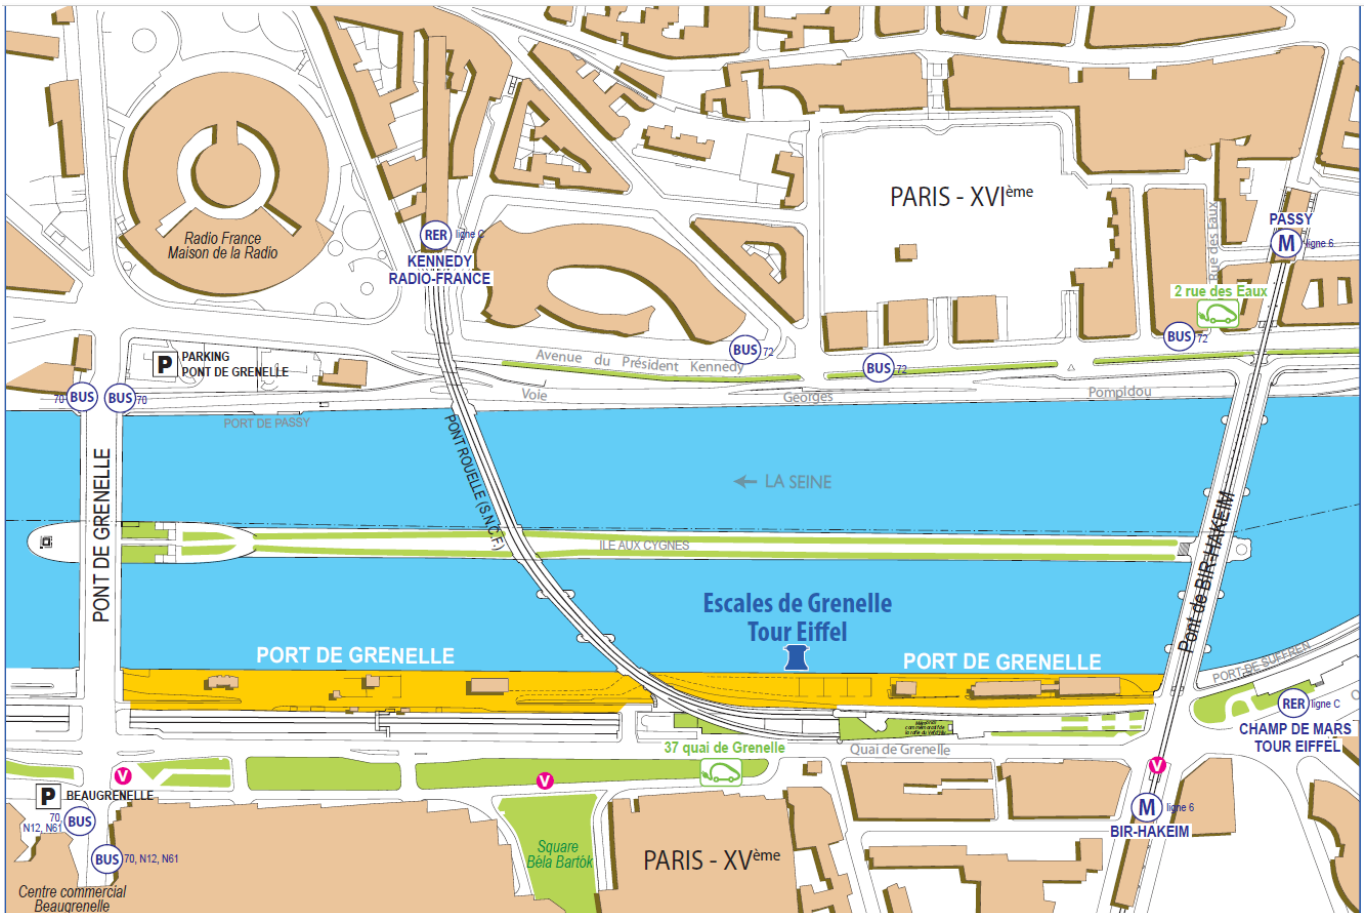 PARIS - XVIème
Rue des Eaux
PASSY
M ligne 6
Radio France
Maison de la Radio
RER ligne C
KENNEDY
RADIO-FRANCE
2 rue des Eaux
BUS 72
BUS 72
BUS 72
P PARKING
PONT DE GRENELLE
Avenue du Président Kennedy
Voie Georges Pompidou
70 BUS
BUS 70
PORT DE PASSY
PONT DE GRENELLE
PONT ROUELLE (S.N.C.F.)
← LA SEINE
ILE AUX CYGNES
Pont de BIR-HAKEIM
Escales de Grenelle
Tour Eiffel
PORT DE GRENELLE
PORT DE GRENELLE
PORT DE SUFFREN
RER ligne C
CHAMP DE MARS
TOUR EIFFEL
37 quai de Grenelle
Quai de Grenelle
V
V
V
P BEAUGRENELLE
70,
N12, N61 BUS
BUS 70, N12, N61
M ligne 6
BIR-HAKEIM
Square
Béla Bartók
PARIS - XVème
Centre commercial
Beaugrenelle